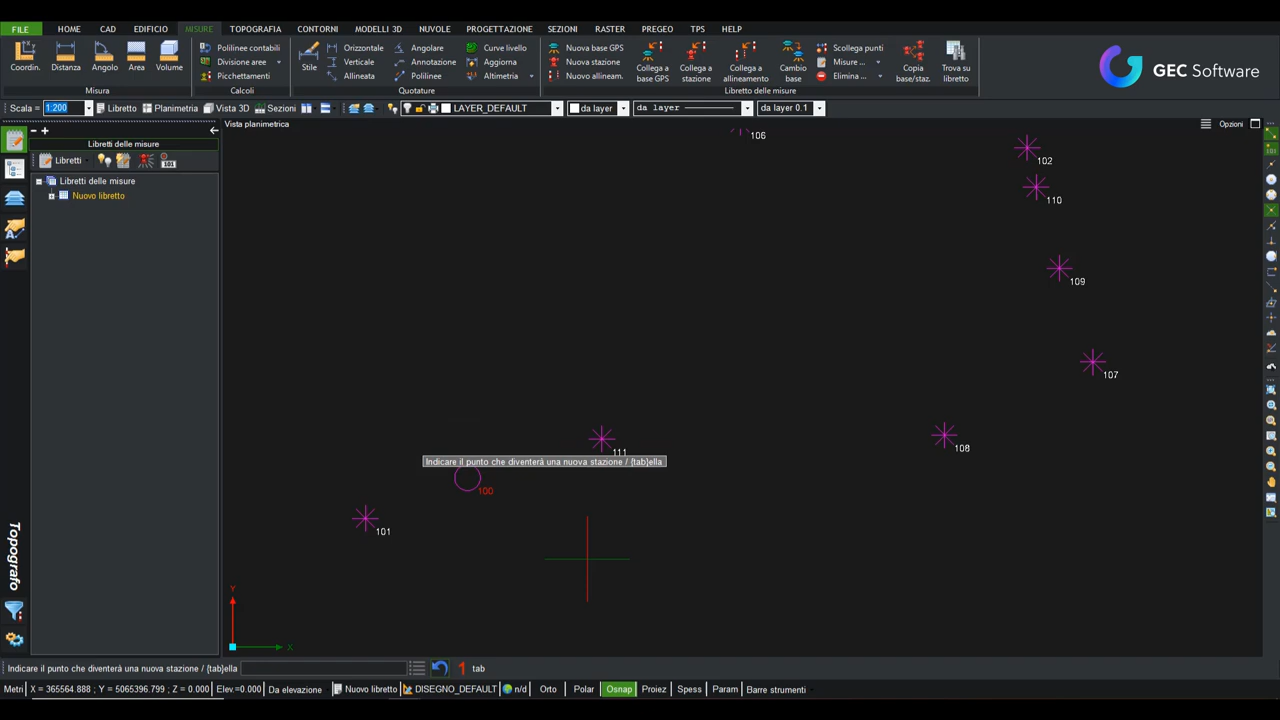 FILE HOME CAD EDIFICIO MISURE TOPOGRAFIA CONTORNI MODELLI 3D NUVOLE PROGETTAZIONE SEZIONI RASTER PREGEO TPS HELP
Coordin. Distanza Angolo Area Volume
Misura
Polilinee contabili
Divisione aree
Picchettamenti
Calcoli
Stile
Orizzontale Angolare Curve livello
Verticale Annotazione Aggiorna
Allineata Polilinee Altimetria
Quotature
Nuova base GPS
Nuova stazione
Nuovo allineam.
Collega a base GPS
Collega a stazione
Collega a allineamento
Cambio base
Scollega punti
Misure ...
Elimina ...
Copia base/staz.
Trova su libretto
Libretto delle misure
GEC Software
Scala = 1:200 Libretto Planimetria Vista 3D Sezioni LAYER_DEFAULT da layer da layer da layer 0.1
Vista planimetrica
Opzioni
Libretti delle misure
Libretti
101
Libretti delle misure
Nuovo libretto
106
102
110
109
107
108
111
Indicare il punto che diventerà una nuova stazione / {tab}ella
100
101
Y
X
Topografo
Indicare il punto che diventerà una nuova stazione / {tab}ella
1 tab
Metri X = 365564.888 ; Y = 5065396.799 ; Z = 0.000 Elev.=0.000 Da elevazione Nuovo libretto DISEGNO_DEFAULT n/d Orto Polar Osnap Proiez Spess Param Barre strumenti